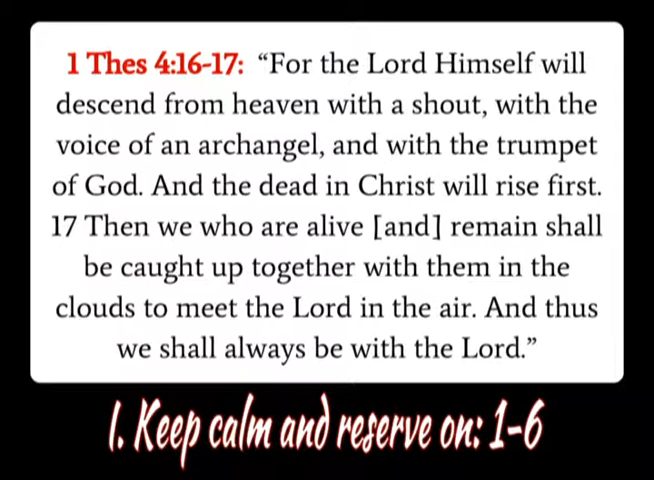 1 Thes 4:16-17: “For the Lord Himself will
descend from heaven with a shout, with the
voice of an archangel, and with the trumpet
of God. And the dead in Christ will rise first.
17 Then we who are alive [and] remain shall
be caught up together with them in the
clouds to meet the Lord in the air. And thus
we shall always be with the Lord.”
I. Keep calm and reserve on: 1-6